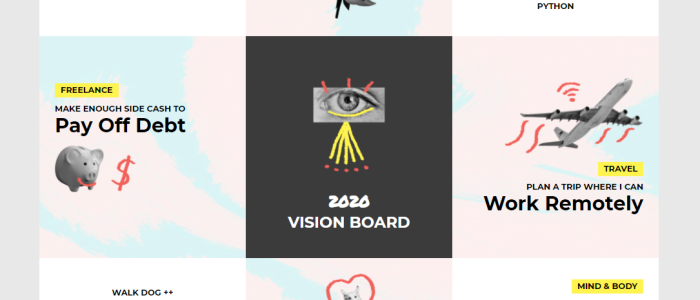 PYTHON
FREELANCE
MAKE ENOUGH SIDE CASH TO
Pay Off Debt
$
2020
VISION BOARD
TRAVEL
PLAN A TRIP WHERE I CAN
Work Remotely
WALK DOG ++
MIND & BODY